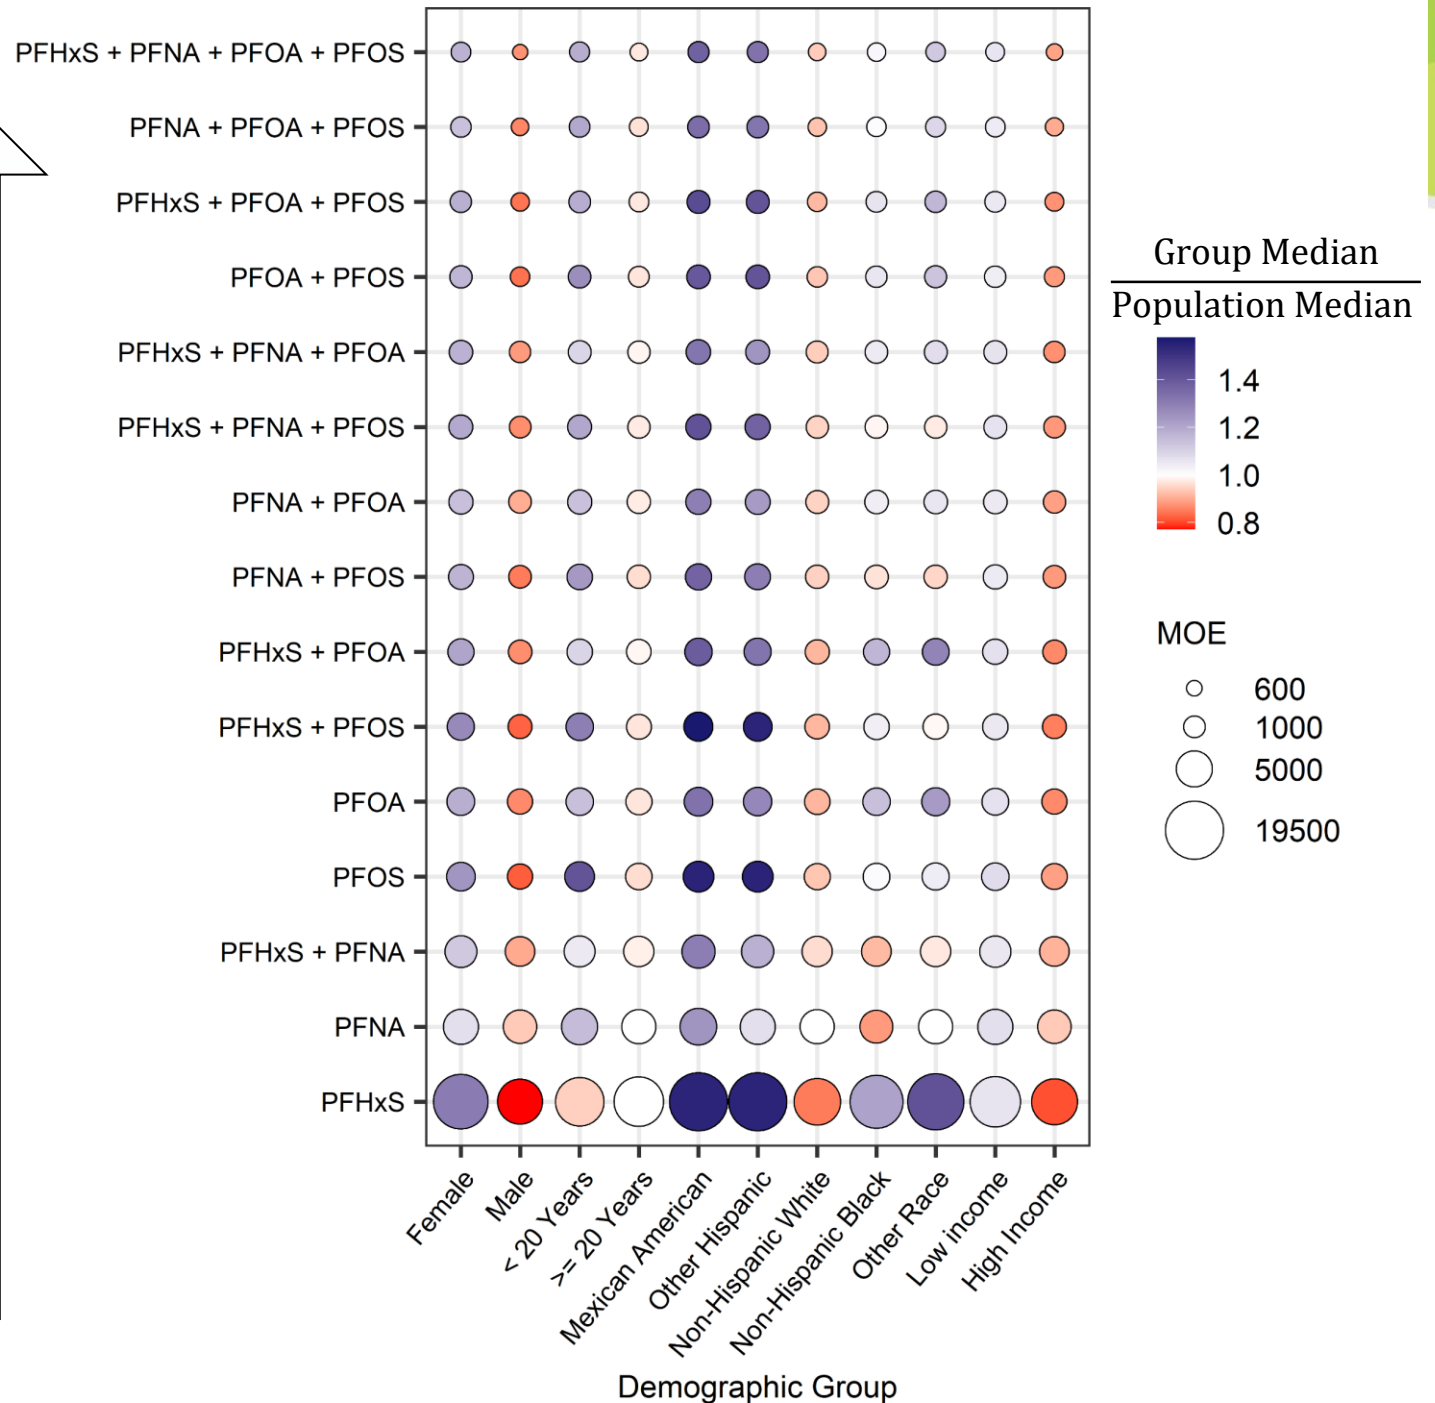 PFHxS + PFNA + PFOA + PFOS
PFNA + PFOA + PFOS
PFHxS + PFOA + PFOS
PFOA + PFOS
PFHxS + PFNA + PFOA
PFHxS + PFNA + PFOS
PFNA + PFOA
PFNA + PFOS
PFHxS + PFOA
PFHxS + PFOS
PFOA
PFOS
PFHxS + PFNA
PFNA
PFHxS
Female
Male
< 20 Years
>= 20 Years
Mexican American
Other Hispanic
Non-Hispanic White
Non-Hispanic Black
Other Race
Low income
High Income
Demographic Group
Group Median
Population Median
1.4
1.2
1.0
0.8
MOE
600
1000
5000
19500